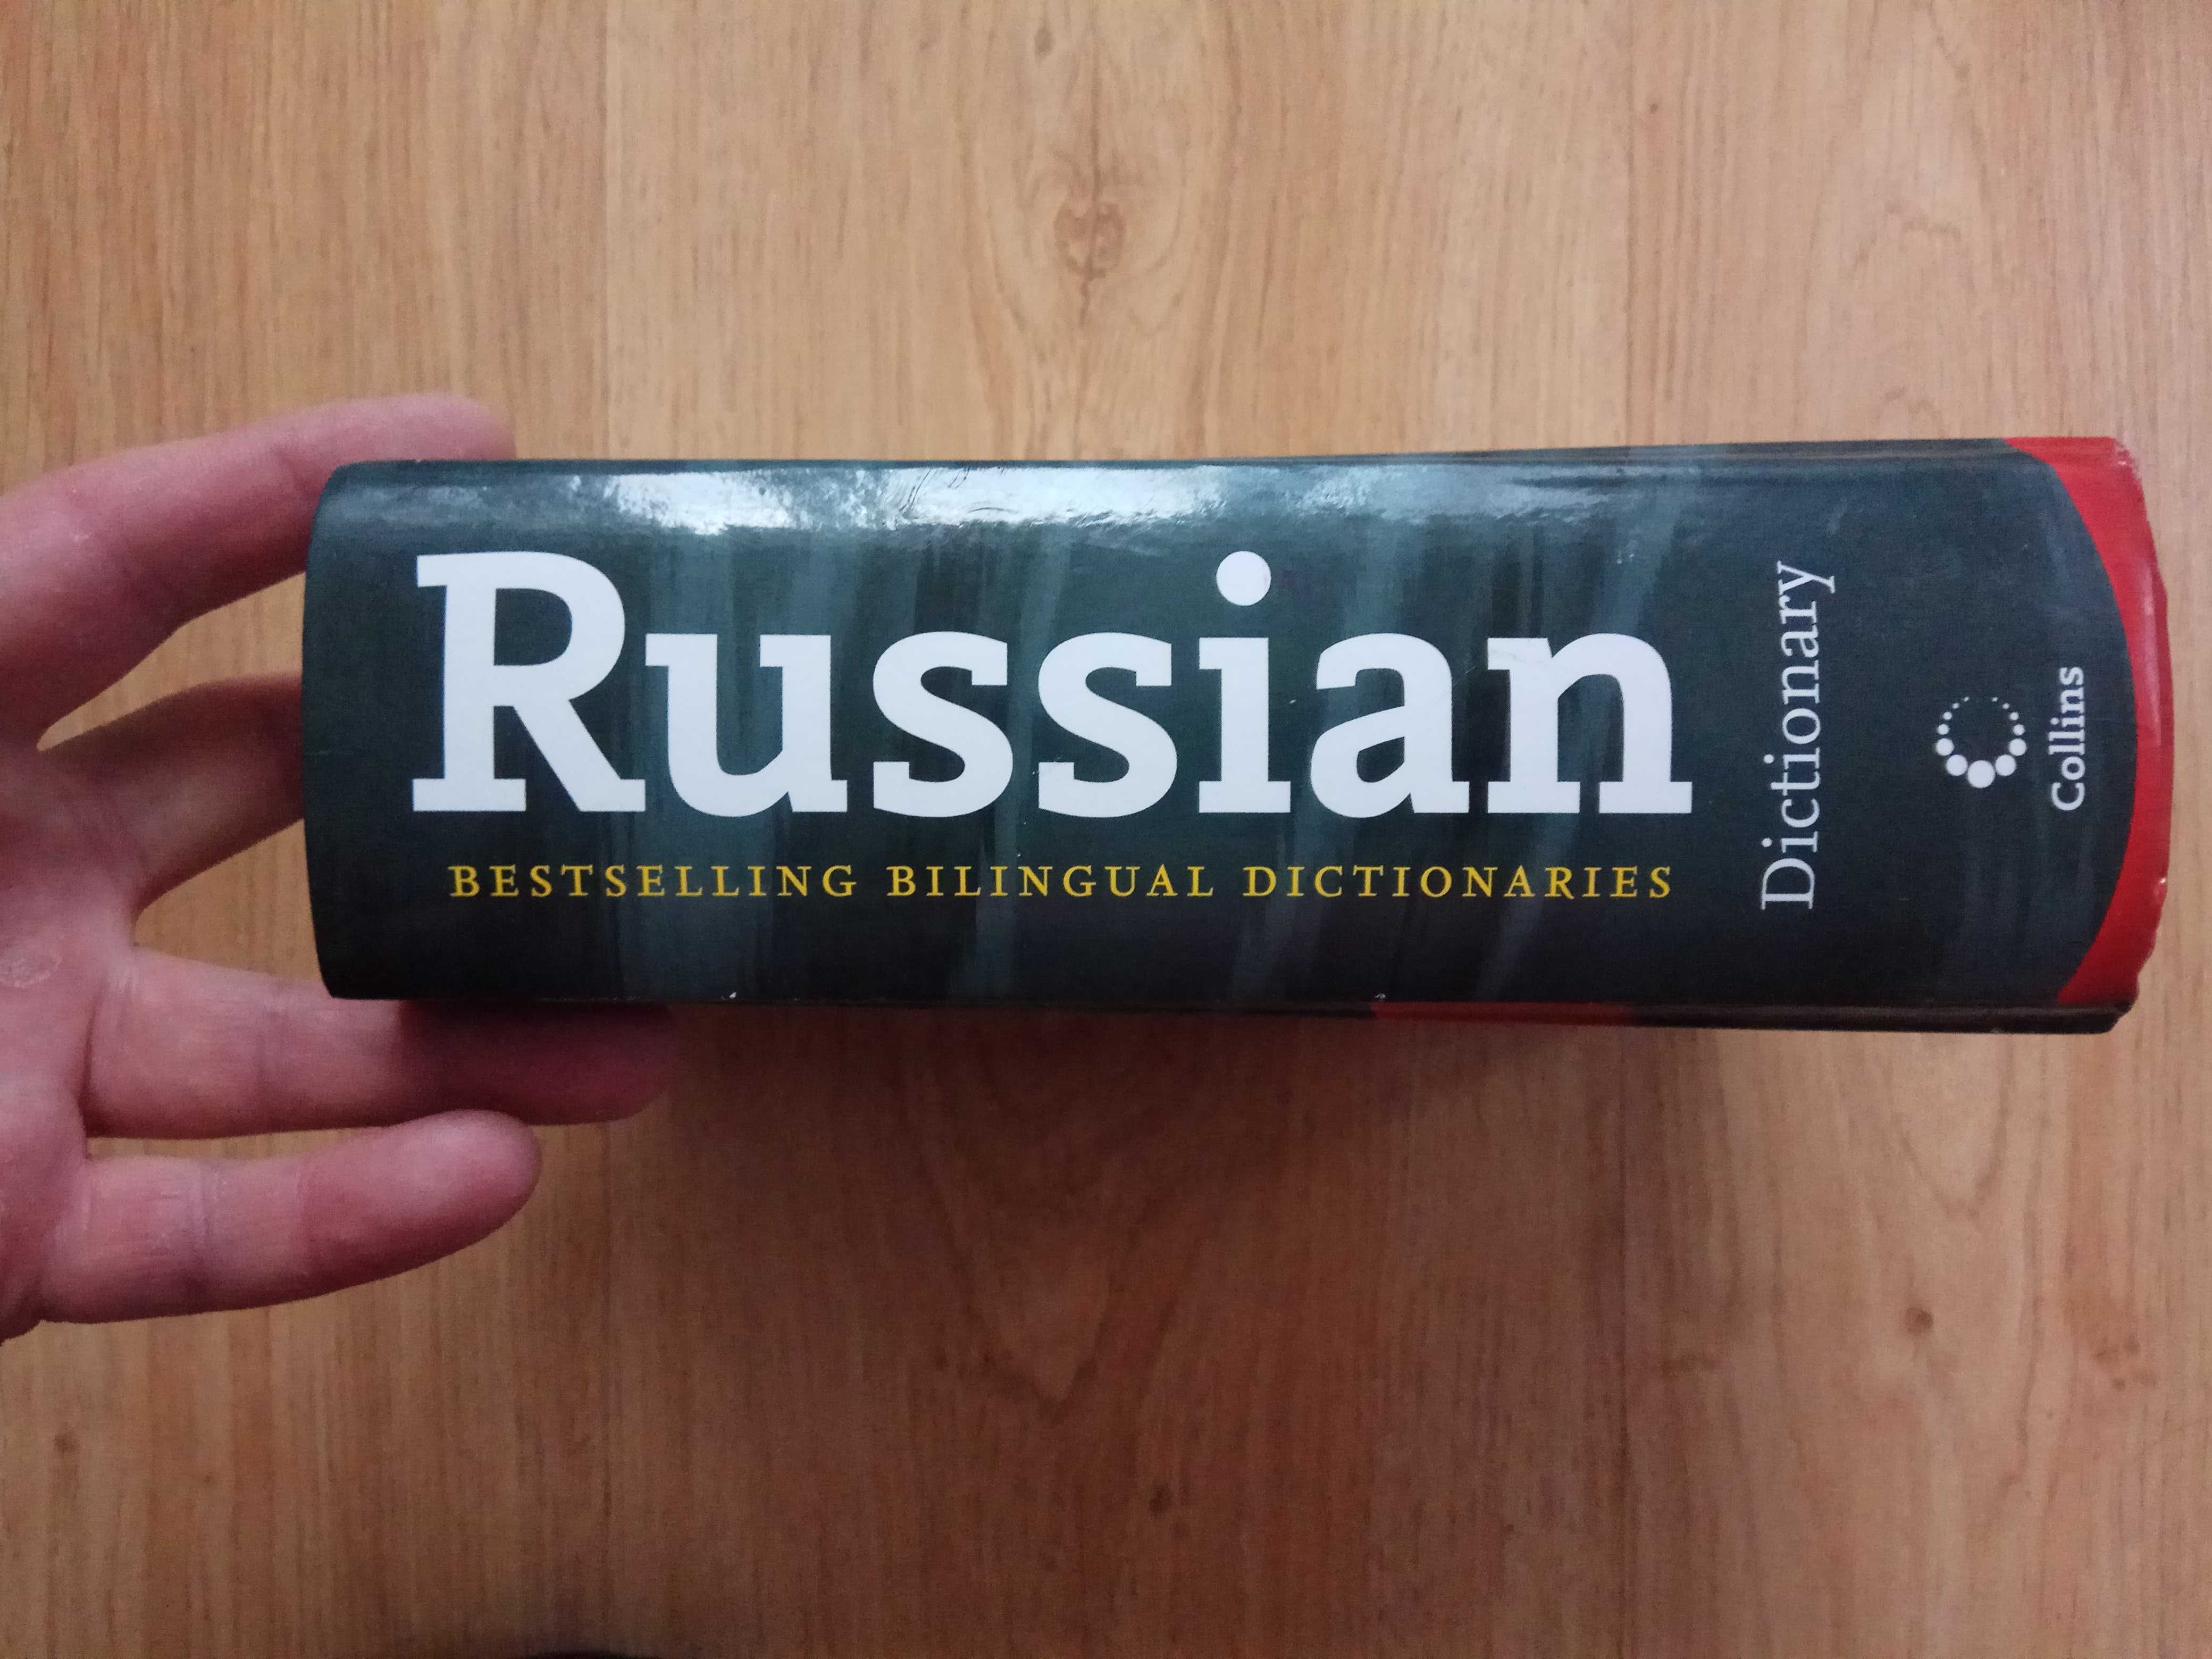 Russian
BESTSELLING BILINGUAL DICTIONARIES
Dictionary
Collins